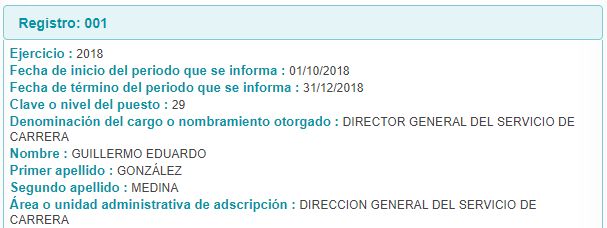 Registro: 001
Ejercicio : 2018
Fecha de inicio del periodo que se informa : 01/10/2018
Fecha de término del periodo que se informa : 31/12/2018
Clave o nivel del puesto : 29
Denominación del cargo o nombramiento otorgado : DIRECTOR GENERAL DEL SERVICIO DE
CARRERA
Nombre : GUILLERMO EDUARDO
Primer apellido : GONZÁLEZ
Segundo apellido : MEDINA
Área o unidad administrativa de adscripción : DIRECCION GENERAL DEL SERVICIO DE
CARRERA